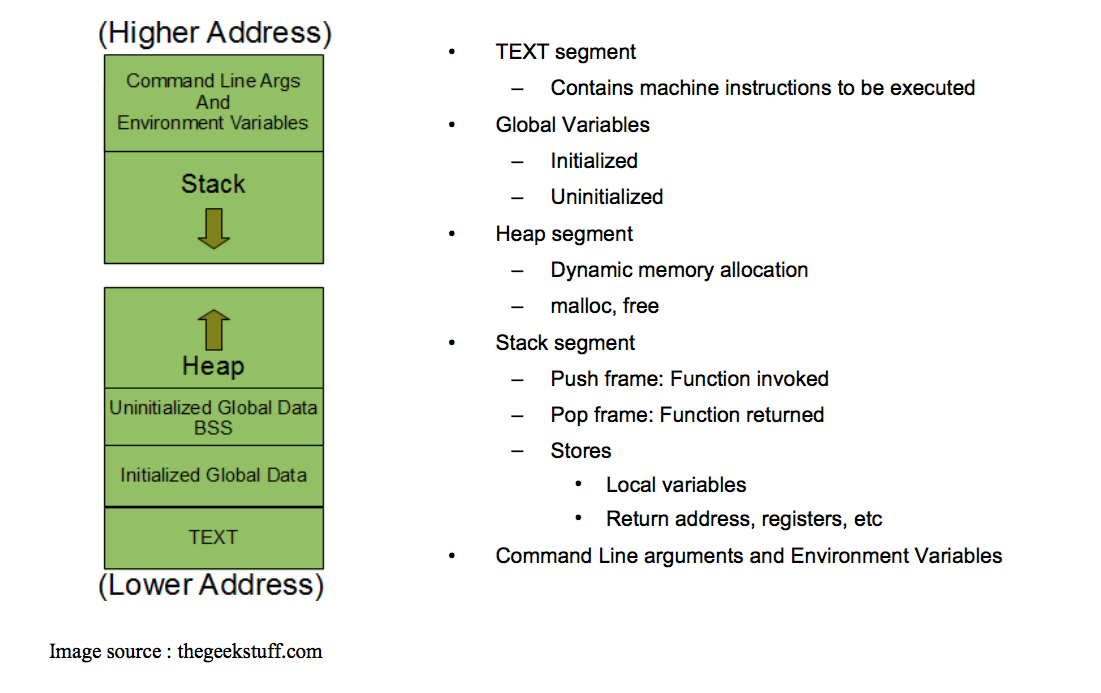 (Higher Address)
Command Line Args
And
Environment Variables
Stack
Heap
Uninitialized Global Data
BSS
Initialized Global Data
TEXT
(Lower Address)
• TEXT segment
– Contains machine instructions to be executed
• Global Variables
– Initialized
– Uninitialized
• Heap segment
– Dynamic memory allocation
– malloc, free
• Stack segment
– Push frame: Function invoked
– Pop frame: Function returned
– Stores
• Local variables
• Return address, registers, etc
• Command Line arguments and Environment Variables
Image source : thegeekstuff.com